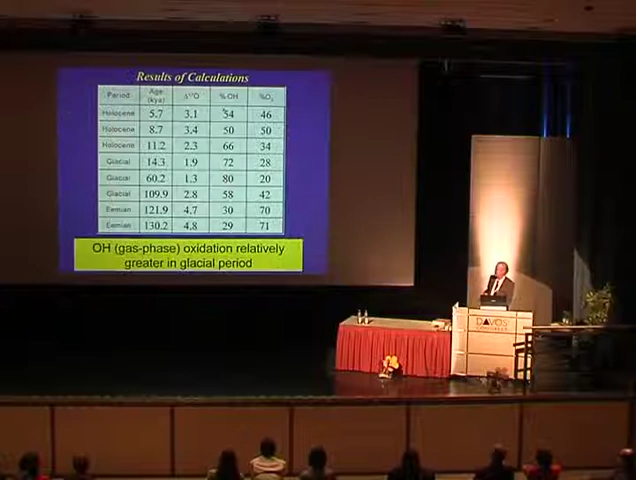 Results of Calculations
Period Age (kya) Δ¹⁷O % OH %O₃
Holocene 5.7 3.1 54 46
Holocene 8.7 3.4 50 50
Holocene 11.2 2.3 66 34
Glacial 14.3 1.9 72 28
Glacial 60.2 1.3 80 20
Glacial 109.9 2.8 58 42
Eemian 121.9 4.7 30 70
Eemian 130.2 4.8 29 71
OH (gas-phase) oxidation relatively
greater in glacial period
DAVOS
CONGRESS